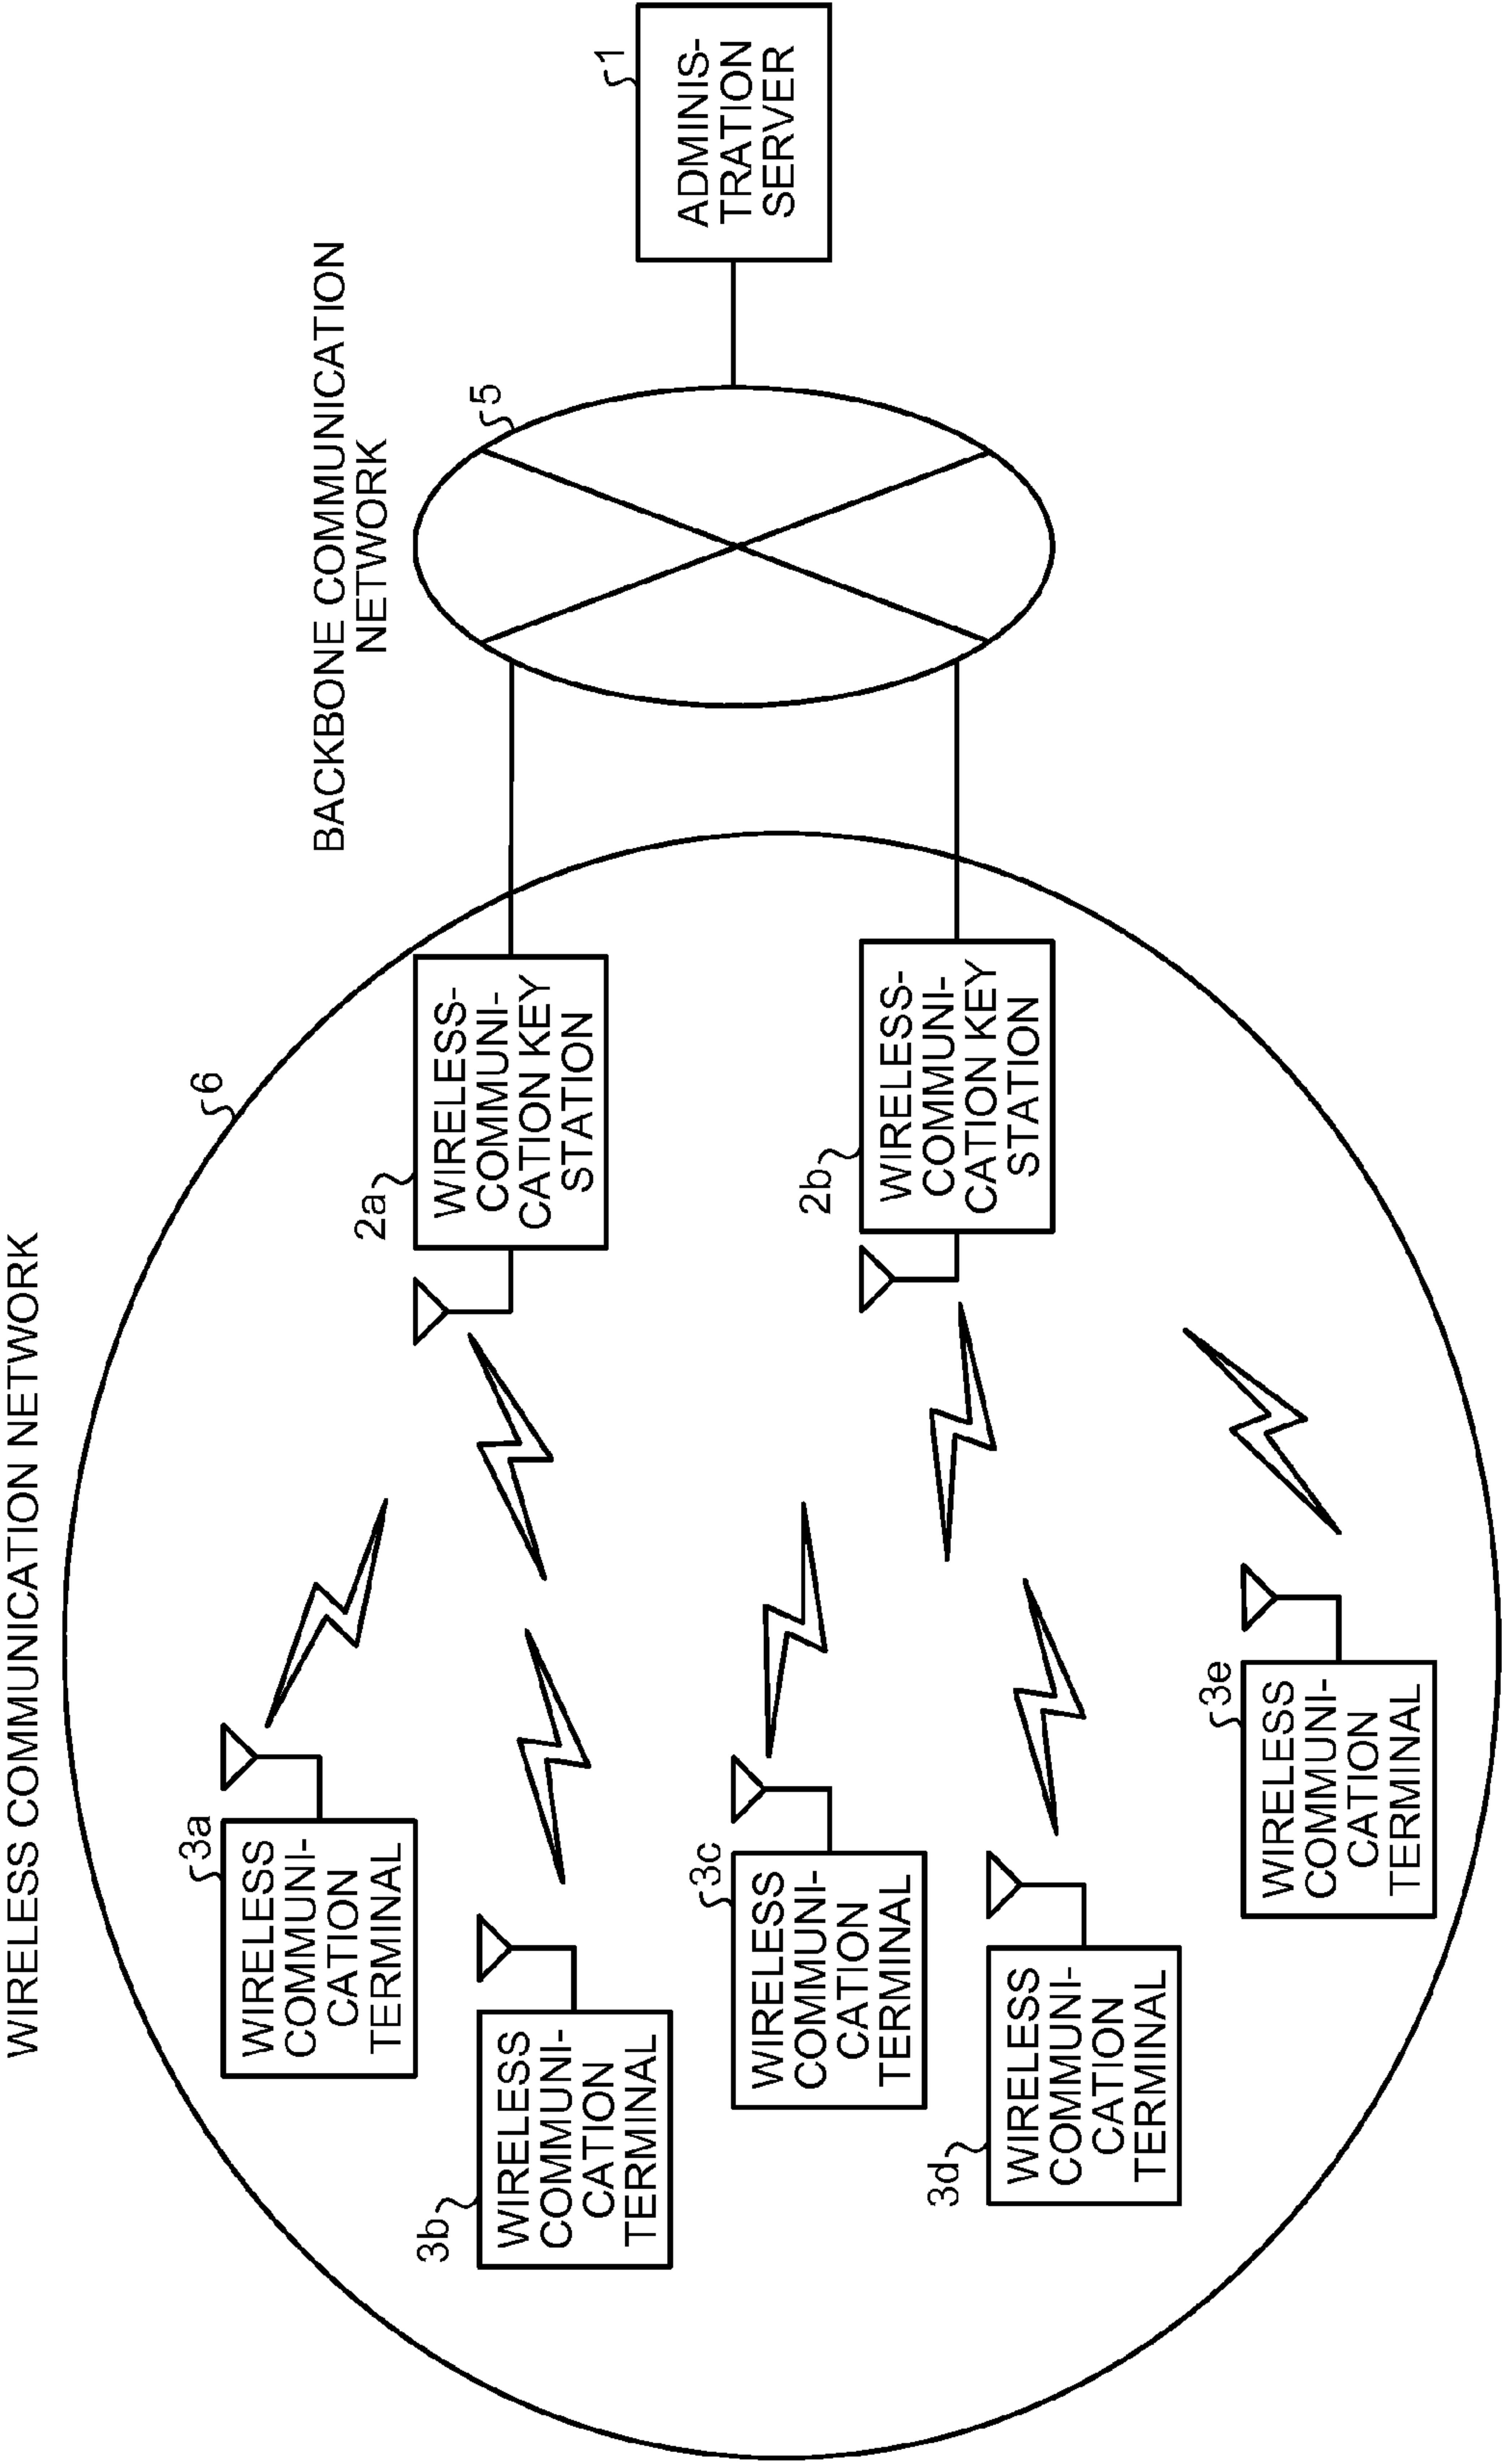 WIRELESS COMMUNICATION NETWORK
6
BACKBONE COMMUNICATION
NETWORK
5
1
ADMINIS-
TRATION
SERVER
2a
WIRELESS-
COMMUNI-
CATION KEY
STATION
2b
WIRELESS-
COMMUNI-
CATION KEY
STATION
3a
WIRELESS
COMMUNI-
CATION
TERMINAL
3b
WIRELESS
COMMUNI-
CATION
TERMINAL
3c
WIRELESS
COMMUNI-
CATION
TERMINAL
3d
WIRELESS
COMMUNI-
CATION
TERMINAL
3e
WIRELESS
COMMUNI-
CATION
TERMINAL